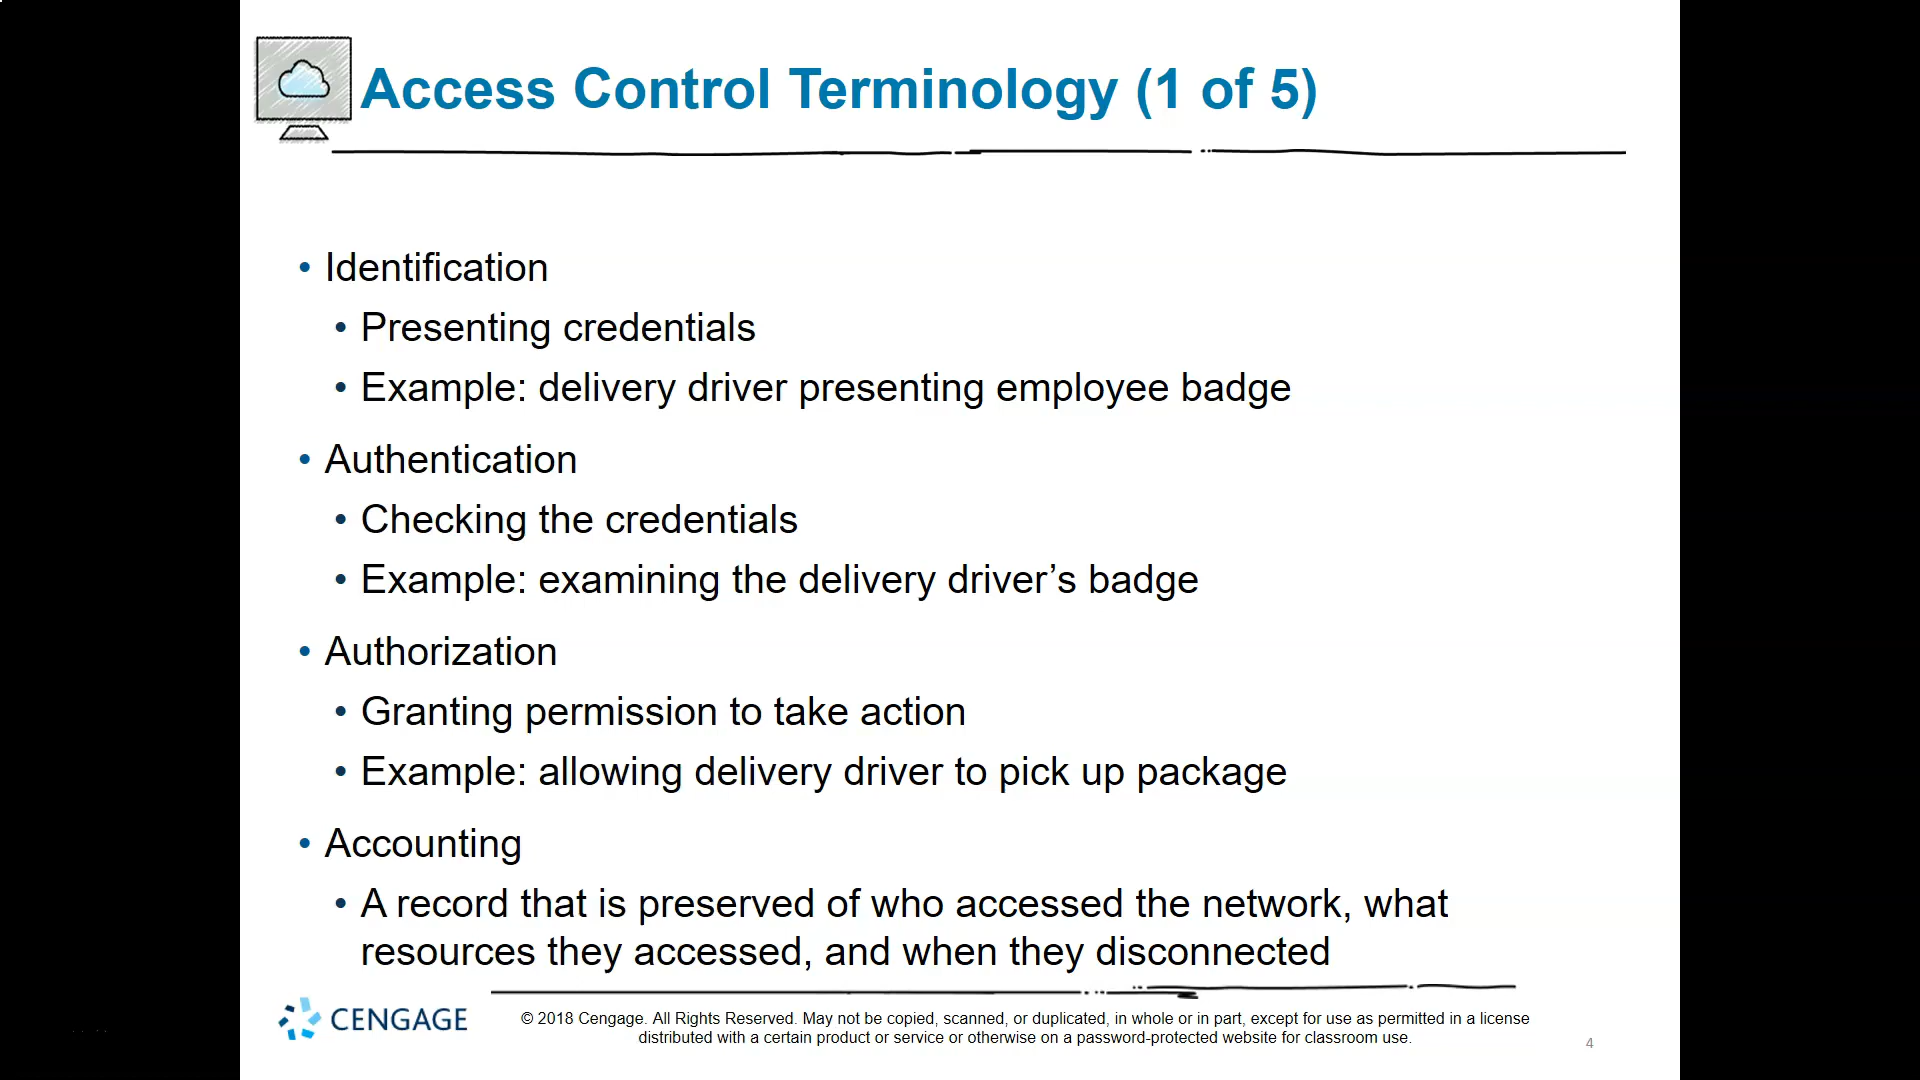 Access Control Terminology (1 of 5)
• Identification
• Presenting credentials
• Example: delivery driver presenting employee badge
• Authentication
• Checking the credentials
• Example: examining the delivery driver’s badge
• Authorization
• Granting permission to take action
• Example: allowing delivery driver to pick up package
• Accounting
• A record that is preserved of who accessed the network, what
resources they accessed, and when they disconnected
CENGAGE
© 2018 Cengage. All Rights Reserved. May not be copied, scanned, or duplicated, in whole or in part, except for use as permitted in a license
distributed with a certain product or service or otherwise on a password-protected website for classroom use.
4